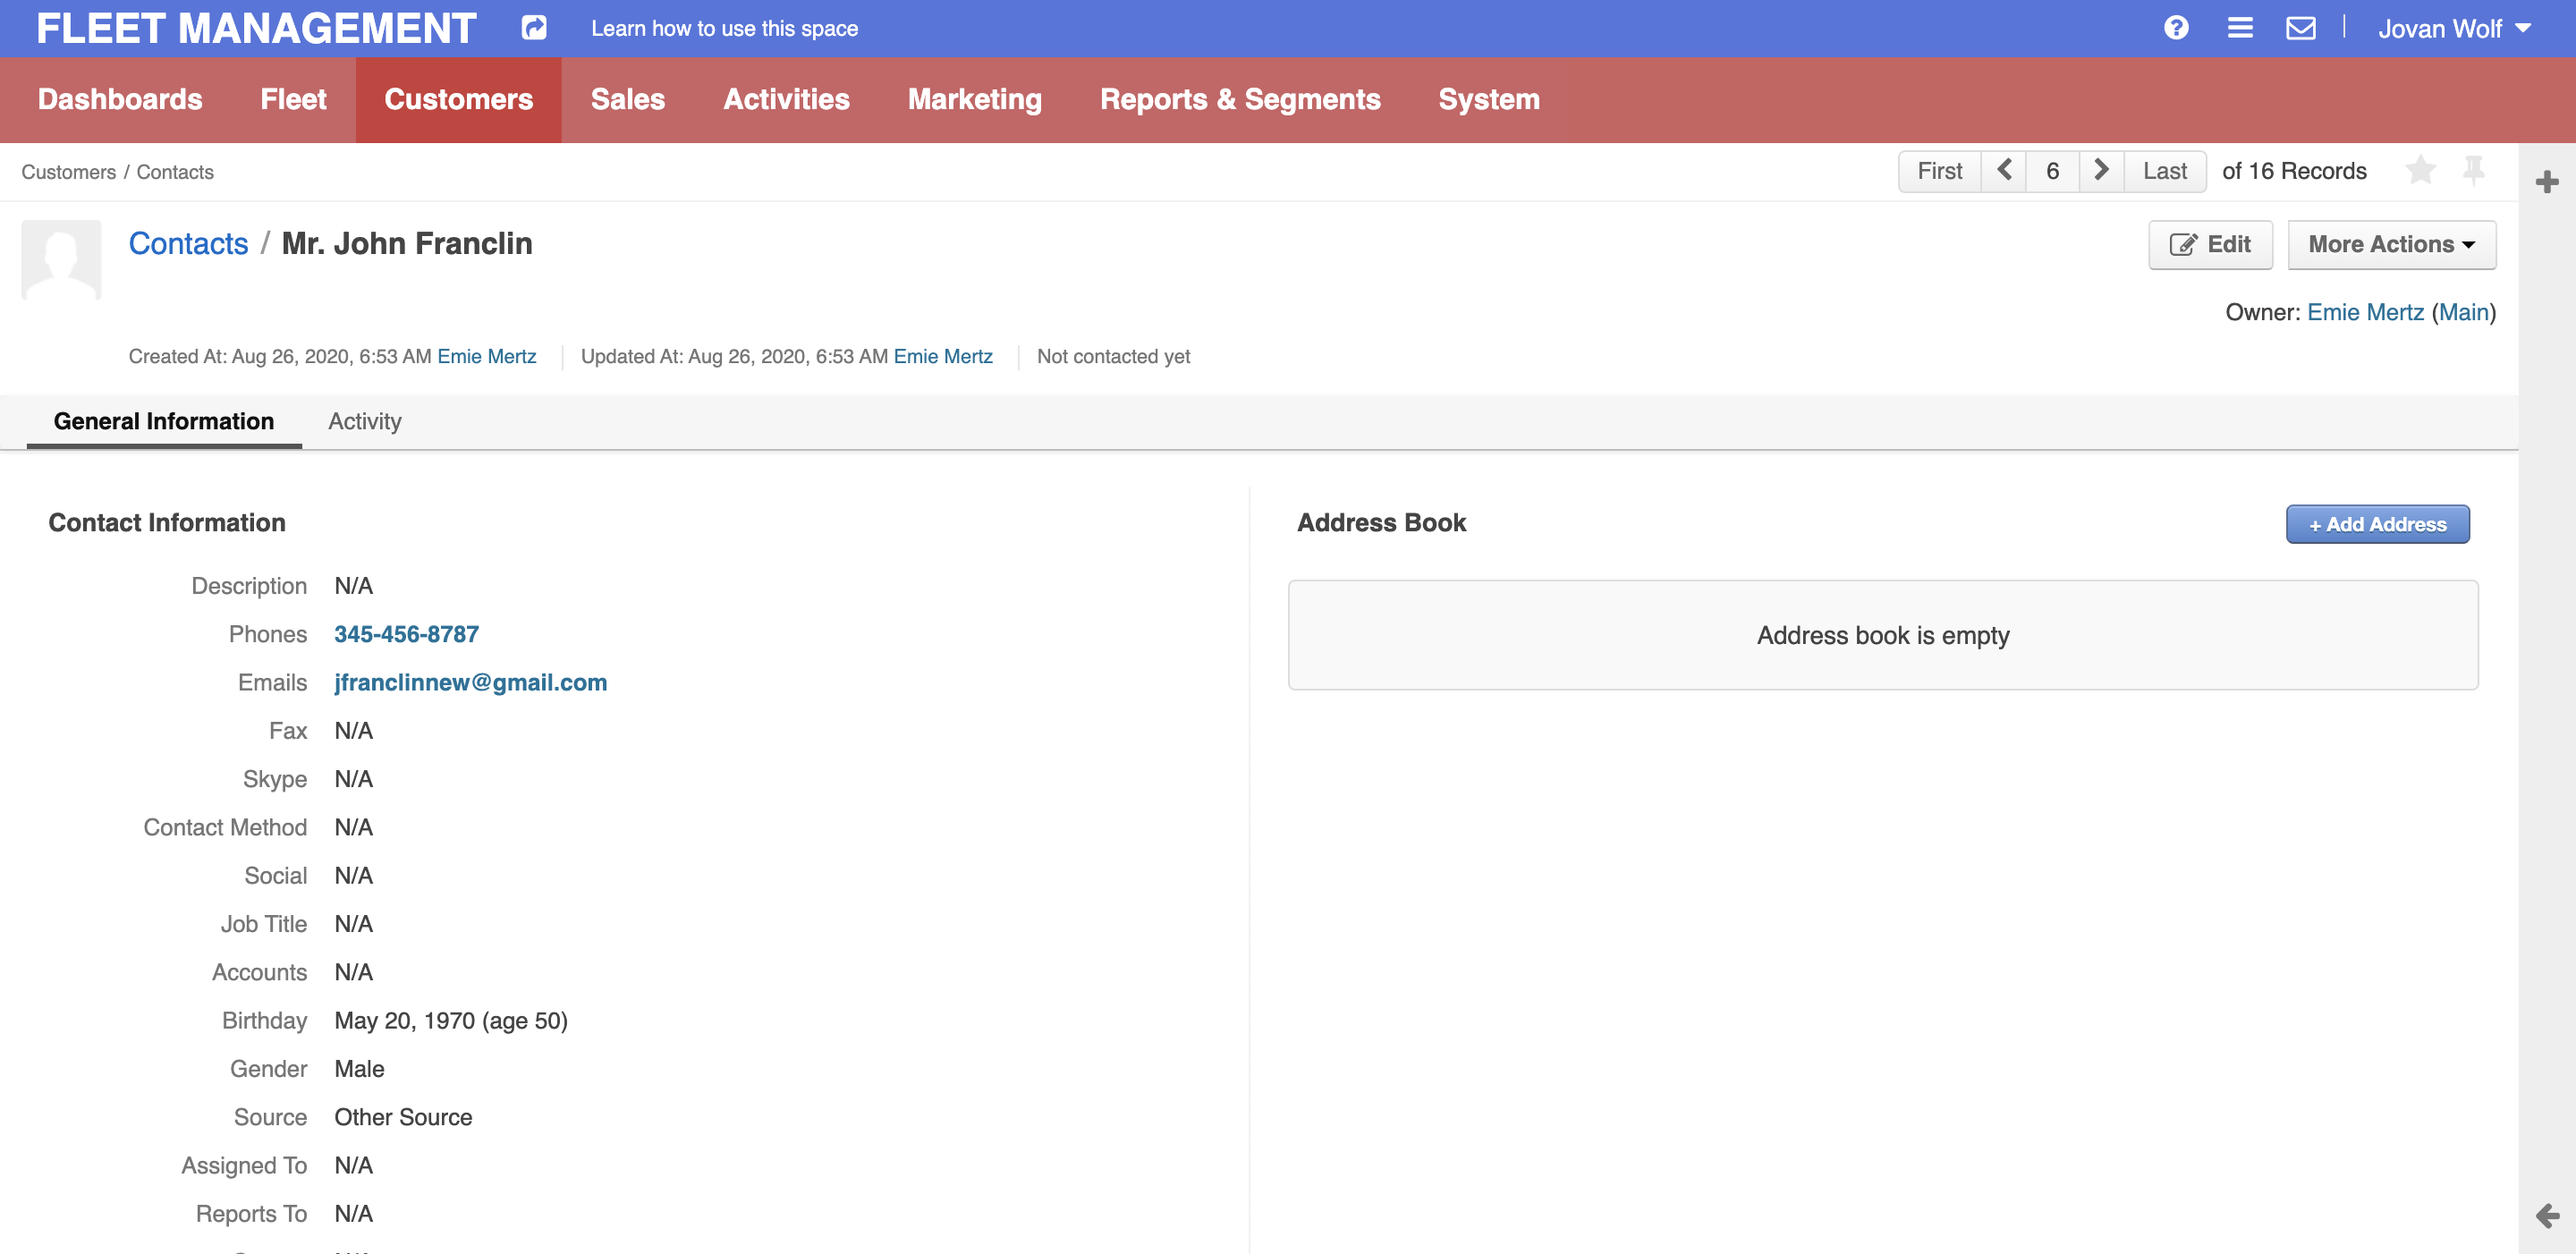 FLEET MANAGEMENT Learn how to use this space Jovan Wolf
Dashboards Fleet Customers Sales Activities Marketing Reports & Segments System
Customers / Contacts First 6 Last of 16 Records
Contacts / Mr. John Franclin Edit More Actions
Owner: Emie Mertz (Main)
Created At: Aug 26, 2020, 6:53 AM Emie Mertz Updated At: Aug 26, 2020, 6:53 AM Emie Mertz Not contacted yet
General Information Activity
Contact Information
Description N/A
Phones 345-456-8787
Emails jfranclinnew@gmail.com
Fax N/A
Skype N/A
Contact Method N/A
Social N/A
Job Title N/A
Accounts N/A
Birthday May 20, 1970 (age 50)
Gender Male
Source Other Source
Assigned To N/A
Reports To N/A
Address Book + Add Address
Address book is empty